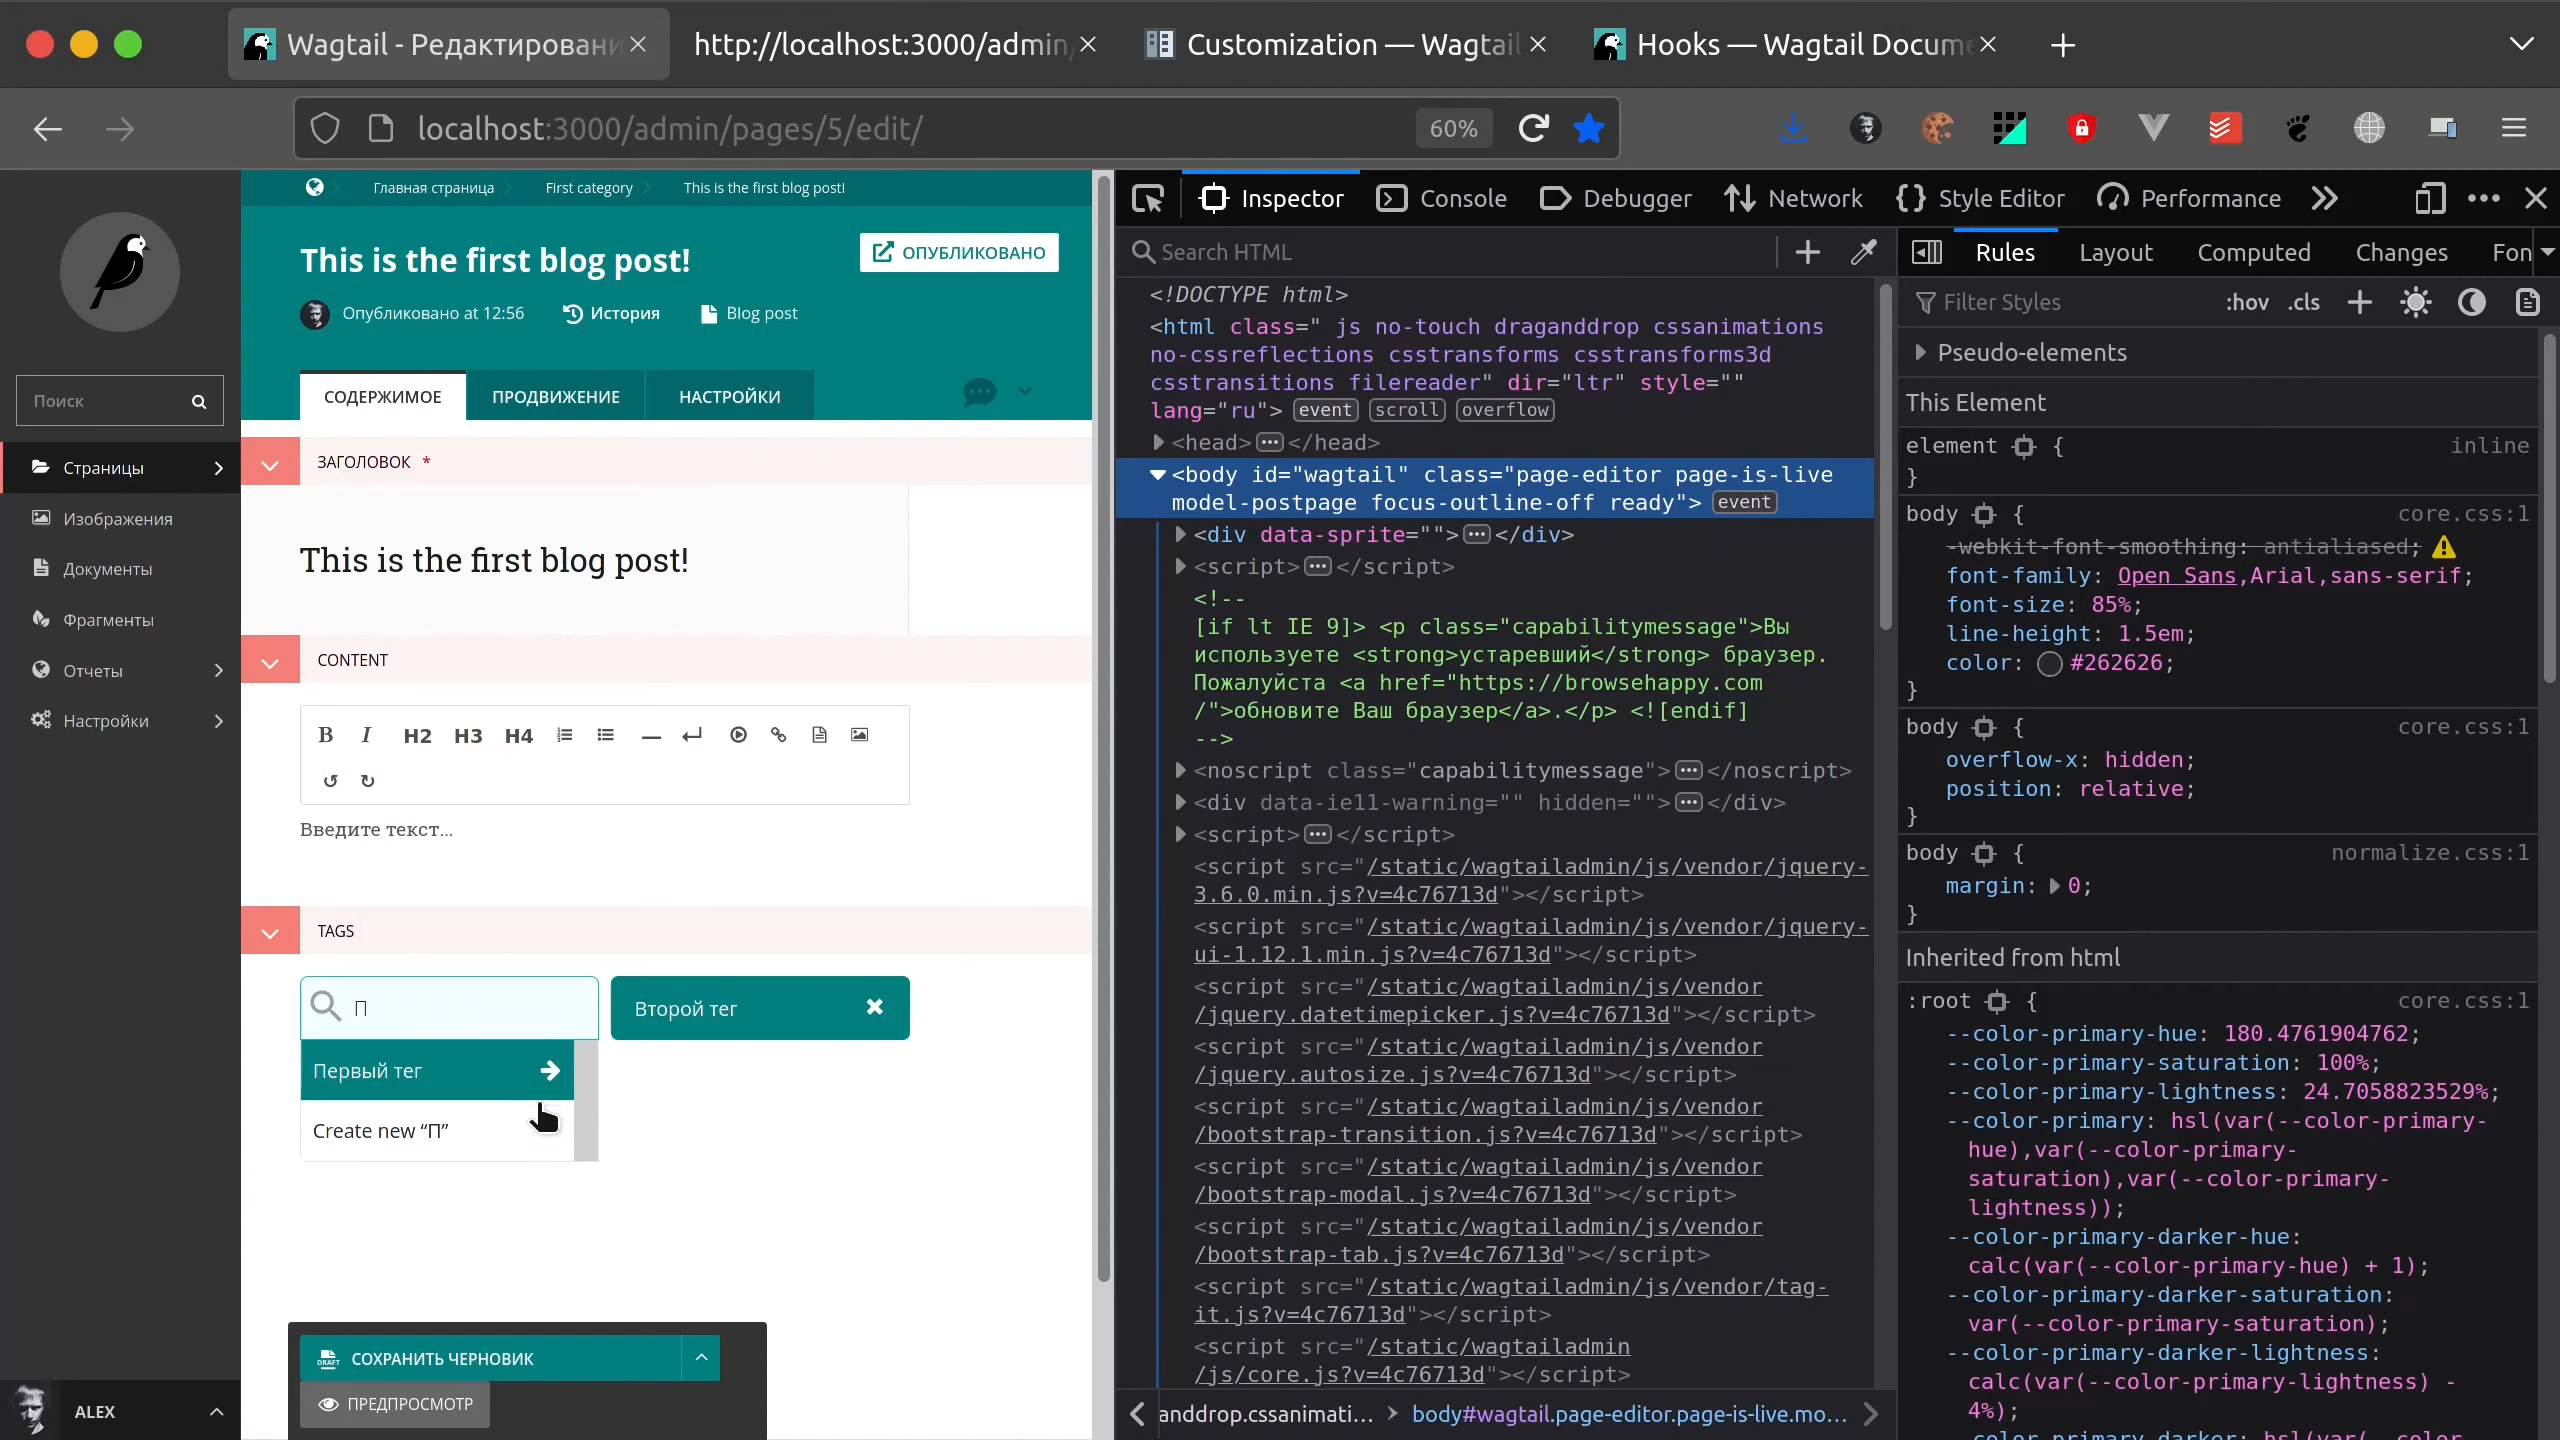 Wagtail - Редактировани
http://localhost:3000/admin/
Customization — Wagtail
Hooks — Wagtail Docume
localhost:3000/admin/pages/5/edit/
60%
Поиск
Страницы
Изображения
Документы
Фрагменты
Отчеты
Настройки
ALEX
Главная страница
First category
This is the first blog post!
This is the first blog post!
ОПУБЛИКОВАНО
Опубликовано at 12:56
История
Blog post
СОДЕРЖИМОЕ
ПРОДВИЖЕНИЕ
НАСТРОЙКИ
ЗАГОЛОВОК *
This is the first blog post!
CONTENT
B I H2 H3 H4
Введите текст…
TAGS
П
Второй тег
Первый тег
Create new “П”
DRAFT
СОХРАНИТЬ ЧЕРНОВИК
ПРЕДПРОСМОТР
Inspector
Console
Debugger
Network
Style Editor
Performance
Search HTML
<!DOCTYPE html>
<html class=" js no-touch draganddrop cssanimations
no-cssreflections csstransforms csstransforms3d
csstransitions filereader" dir="ltr" style=""
lang="ru"> event scroll overflow
<head> ⋯ </head>
<body id="wagtail" class="page-editor page-is-live
model-postpage focus-outline-off ready"> event
<div data-sprite=""> ⋯ </div>
<script> ⋯ </script>
<!--
[if lt IE 9]> <p class="capabilitymessage">Вы
используете <strong>устаревший</strong> браузер.
Пожалуйста <a href="https://browsehappy.com
/">обновите Ваш браузер</a>.</p> <![endif]
-->
<noscript class="capabilitymessage"> ⋯ </noscript>
<div data-ie11-warning="" hidden=""> ⋯ </div>
<script> ⋯ </script>
<script src="/static/wagtailadmin/js/vendor/jquery-
3.6.0.min.js?v=4c76713d"></script>
<script src="/static/wagtailadmin/js/vendor/jquery-
ui-1.12.1.min.js?v=4c76713d"></script>
<script src="/static/wagtailadmin/js/vendor
/jquery.datetimepicker.js?v=4c76713d"></script>
<script src="/static/wagtailadmin/js/vendor
/jquery.autosize.js?v=4c76713d"></script>
<script src="/static/wagtailadmin/js/vendor
/bootstrap-transition.js?v=4c76713d"></script>
<script src="/static/wagtailadmin/js/vendor
/bootstrap-modal.js?v=4c76713d"></script>
<script src="/static/wagtailadmin/js/vendor
/bootstrap-tab.js?v=4c76713d"></script>
<script src="/static/wagtailadmin/js/vendor/tag-
it.js?v=4c76713d"></script>
<script src="/static/wagtailadmin
/js/core.js?v=4c76713d"></script>
anddrop.cssanimati…
body#wagtail.page-editor.page-is-live.mo…
Rules
Layout
Computed
Changes
Fon
Filter Styles
:hov .cls
Pseudo-elements
This Element
element {
inline
}
body {
core.css:1
-webkit-font-smoothing: antialiased;
font-family: Open Sans,Arial,sans-serif;
font-size: 85%;
line-height: 1.5em;
color: #262626;
}
body {
core.css:1
overflow-x: hidden;
position: relative;
}
body {
normalize.css:1
margin: 0;
}
Inherited from html
:root {
core.css:1
--color-primary-hue: 180.4761904762;
--color-primary-saturation: 100%;
--color-primary-lightness: 24.7058823529%;
--color-primary: hsl(var(--color-primary-
hue),var(--color-primary-
saturation),var(--color-primary-
lightness));
--color-primary-darker-hue:
calc(var(--color-primary-hue) + 1);
--color-primary-darker-saturation:
var(--color-primary-saturation);
--color-primary-darker-lightness:
calc(var(--color-primary-lightness) -
4%);
--color-primary-darker: hsl(var(--color-